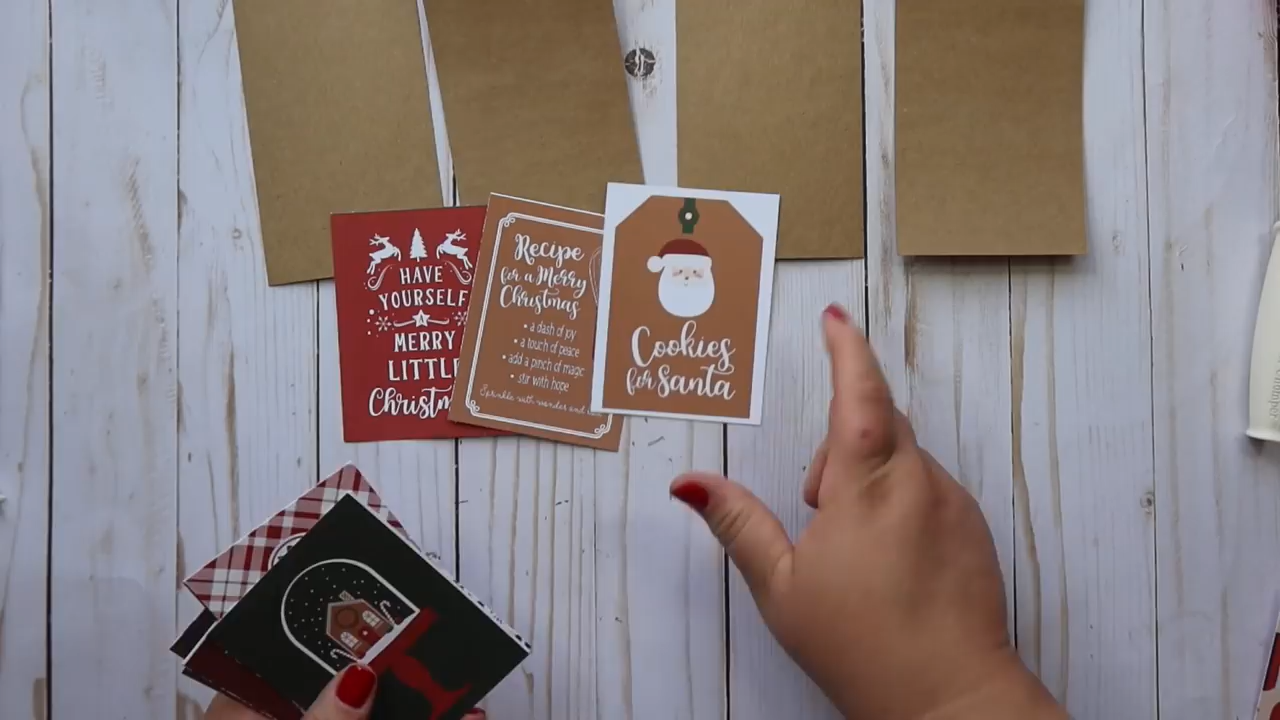 HAVE
YOURSELF
MERRY
LITTLE
Recipe
for a Merry
Christmas
• a dash of joy
• a touch of peace
• add a pinch of magic
• stir with hope
Sprinkle with wonder and
Cookies
for Santa